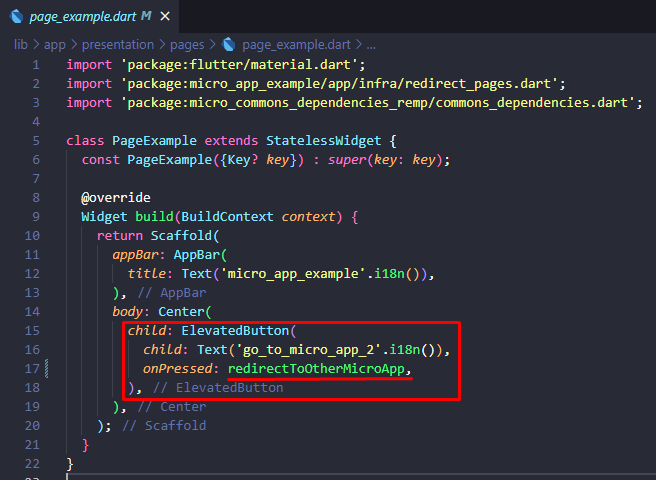 page_example.dart M ×
lib > app > presentation > pages > page_example.dart > ...
1 import 'package:flutter/material.dart';
2 import 'package:micro_app_example/app/infra/redirect_pages.dart';
3 import 'package:micro_commons_dependencies_remp/commons_dependencies.dart';
4
5 class PageExample extends StatelessWidget {
6   const PageExample({Key? key}) : super(key: key);
7
8   @override
9   Widget build(BuildContext context) {
10     return Scaffold(
11       appBar: AppBar(
12         title: Text('micro_app_example'.i18n()),
13       ), // AppBar
14       body: Center(
15         child: ElevatedButton(
16           child: Text('go_to_micro_app_2'.i18n()),
17           onPressed: redirectToOtherMicroApp,
18         ), // ElevatedButton
19       ), // Center
20     ); // Scaffold
21   }
22 }